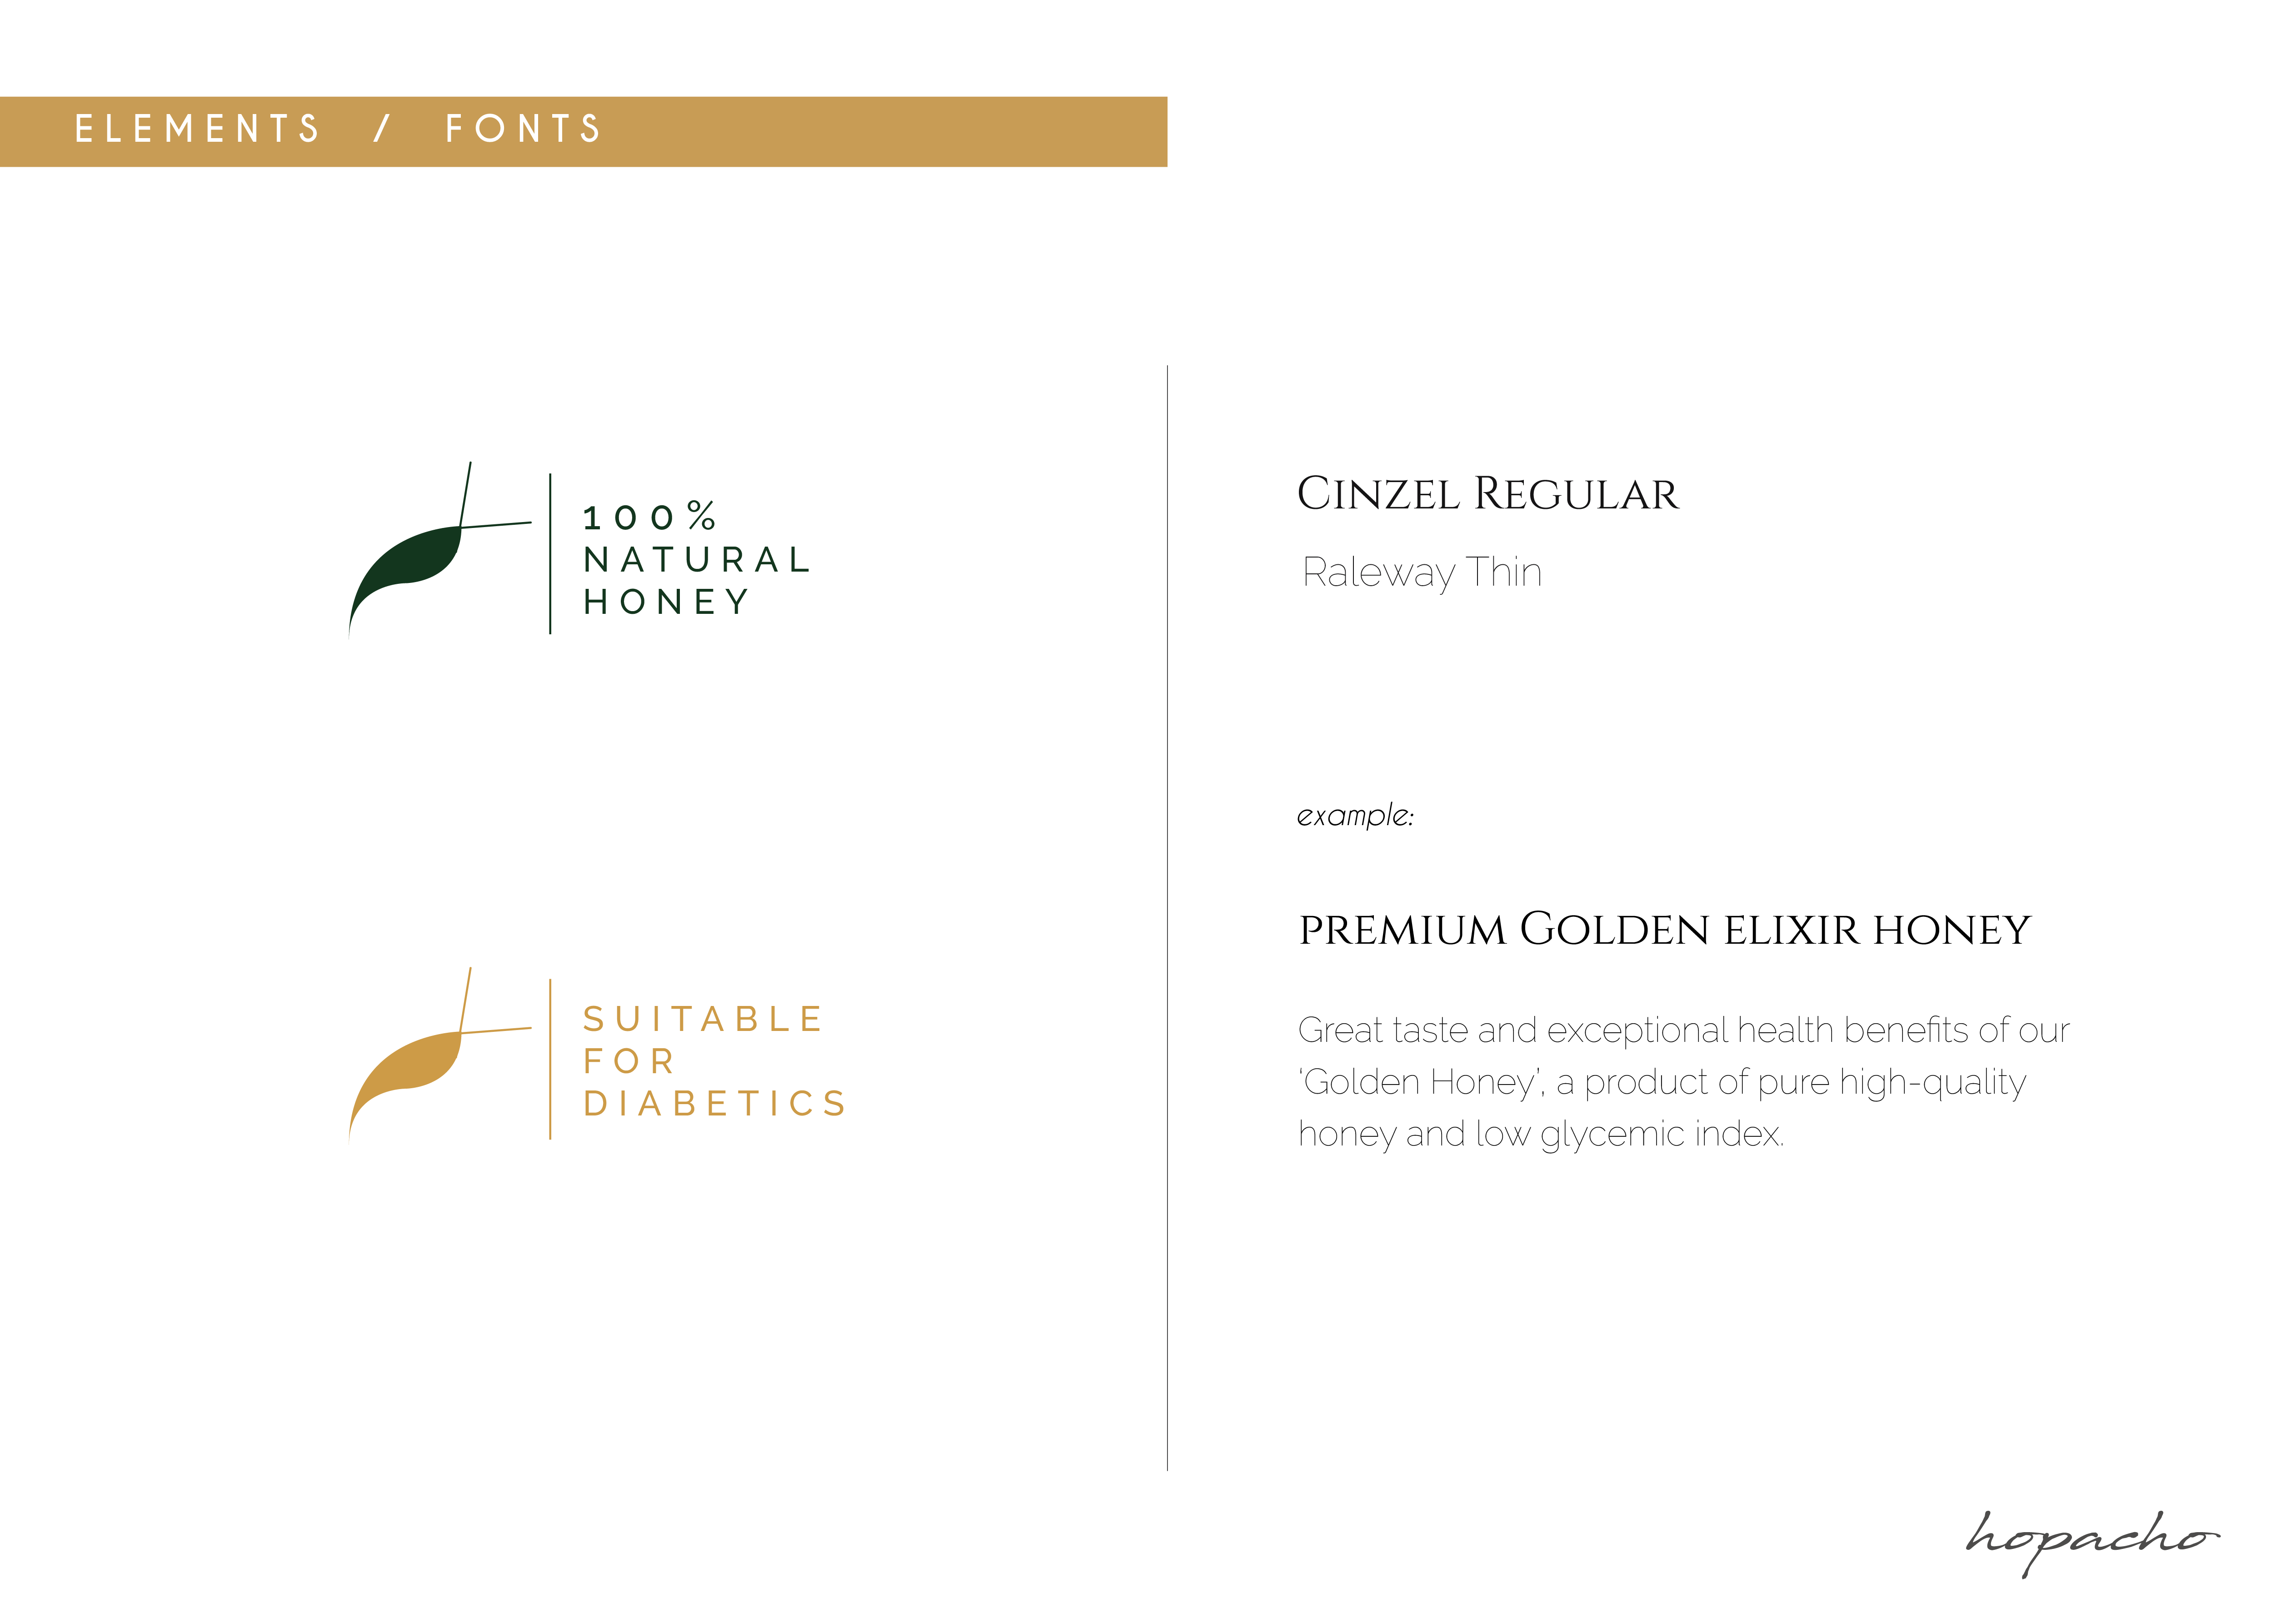 ELEMENTS / FONTS
100%
NATURAL
HONEY
SUITABLE
FOR
DIABETICS
Cinzel Regular
Raleway Thin
example:
premium Golden elixir honey
Great taste and exceptional health benefits of our
‘Golden Honey’, a product of pure high-quality
honey and low glycemic index.
hopacho